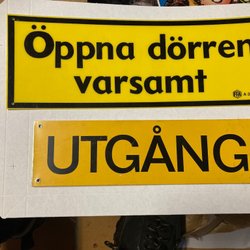 Öppna dörren
varsamt
UTGÅNG